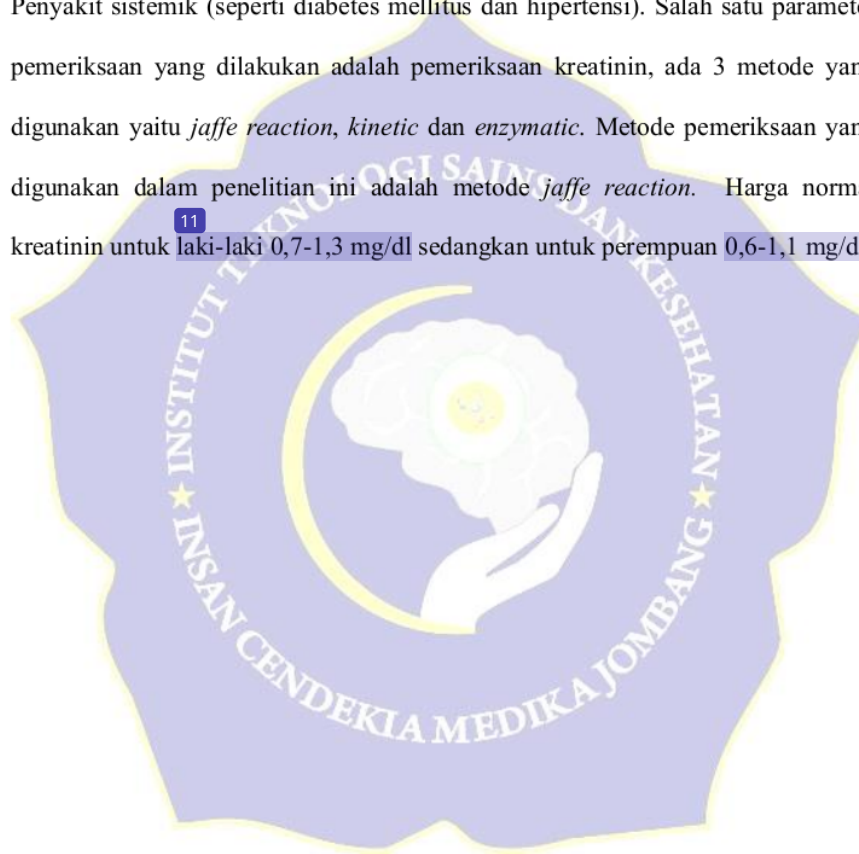 Penyakit sistemik (seperti diabetes mellitus dan hipertensi). Salah satu paramete
pemeriksaan yang dilakukan adalah pemeriksaan kreatinin, ada 3 metode yan
digunakan yaitu jaffe reaction, kinetic dan enzymatic. Metode pemeriksaan yan
digunakan dalam penelitian ini adalah metode jaffe reaction. Harga norma
11
kreatinin untuk laki-laki 0,7-1,3 mg/dl sedangkan untuk perempuan 0,6-1,1 mg/d
INSTITUT TEKNOLOGI SAINS DAN KESEHATAN
INSAN CENDEKIA MEDIKA JOMBANG